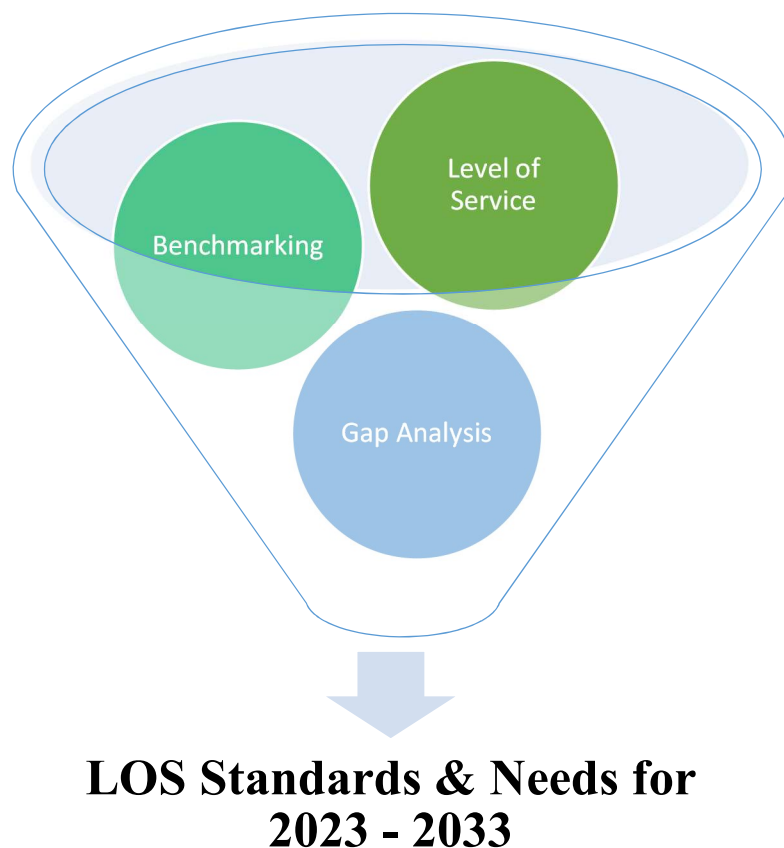 Level of
Service
Benchmarking
Gap Analysis
LOS Standards & Needs for
2023 - 2033